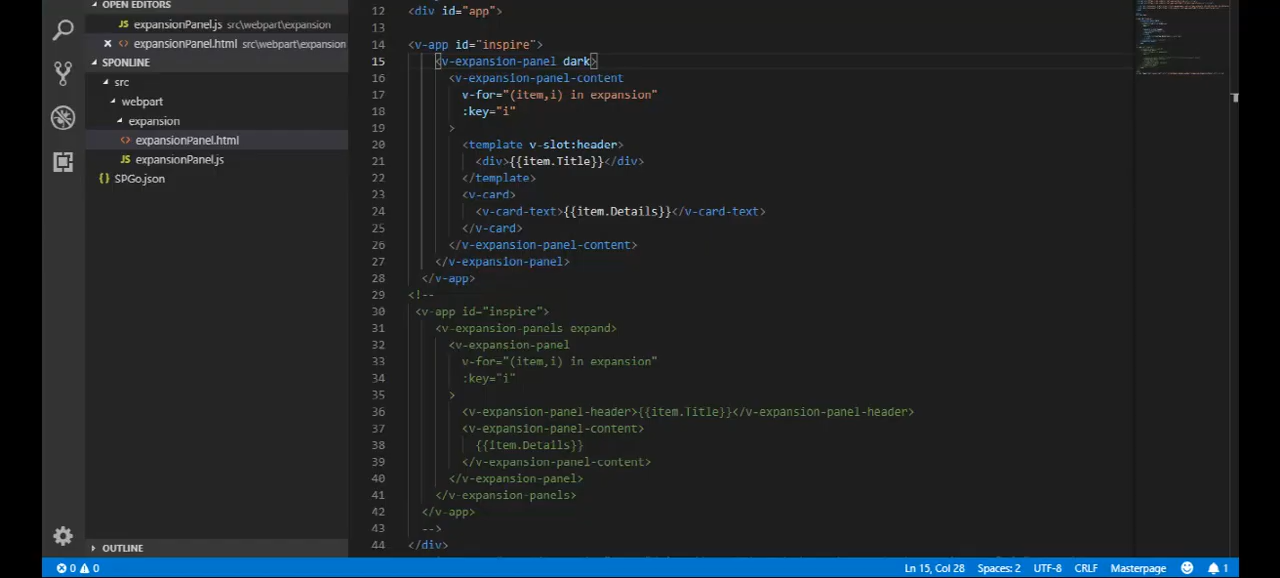 OPEN EDITORS
expansionPanel.js src\webpart\expansion
expansionPanel.html src\webpart\expansion
SPONLINE
src
webpart
expansion
expansionPanel.html
expansionPanel.js
SPGo.json
OUTLINE
12 <div id="app">
13
14 <v-app id="inspire">
15 <v-expansion-panel dark>
16 <v-expansion-panel-content
17 v-for="(item,i) in expansion"
18 :key="i"
19 >
20 <template v-slot:header>
21 <div>{{item.Title}}</div>
22 </template>
23 <v-card>
24 <v-card-text>{{item.Details}}</v-card-text>
25 </v-card>
26 </v-expansion-panel-content>
27 </v-expansion-panel>
28 </v-app>
29 <!--
30 <v-app id="inspire">
31 <v-expansion-panels expand>
32 <v-expansion-panel
33 v-for="(item,i) in expansion"
34 :key="i"
35 >
36 <v-expansion-panel-header>{{item.Title}}</v-expansion-panel-header>
37 <v-expansion-panel-content>
38 {{item.Details}}
39 </v-expansion-panel-content>
40 </v-expansion-panel>
41 </v-expansion-panels>
42 </v-app>
43 -->
44 </div>
0 0 Ln 15, Col 28 Spaces: 2 UTF-8 CRLF Masterpage 1